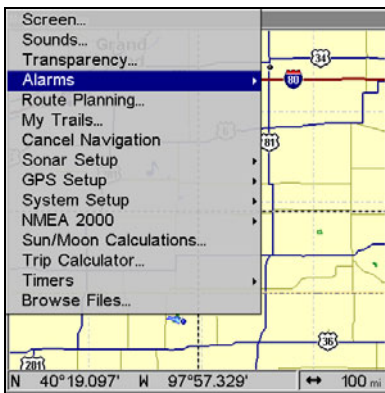 Screen...
Sounds...
Grand
Transparency...
Alarms
Route Planning...
My Trails...
Cancel Navigation
Sonar Setup
GPS Setup
System Setup
NMEA 2000
Sun/Moon Calculations...
Trip Calculator...
Timers
Browse Files...
34
80
6
81
36
201
N 40°19.097' W 97°57.329' ↔ 100 mi